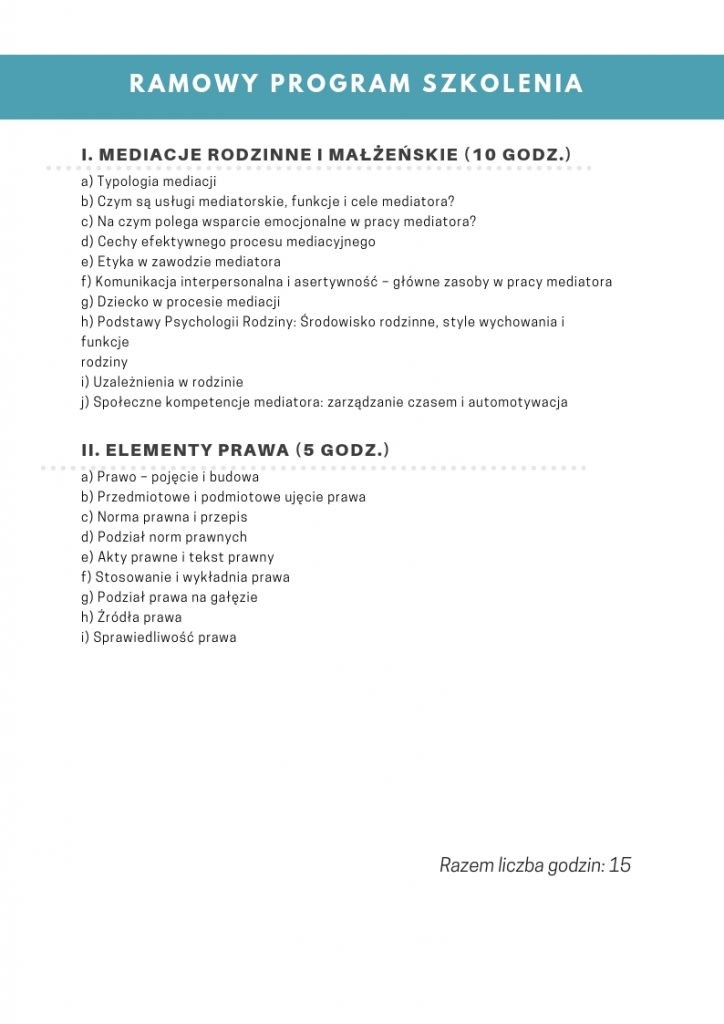 RAMOWY PROGRAM SZKOLENIA
I. MEDIACJE RODZINNE I MAŁŻEŃSKIE (10 GODZ.)
a) Typologia mediacji
b) Czym są usługi mediatorskie, funkcje i cele mediatora?
c) Na czym polega wsparcie emocjonalne w pracy mediatora?
d) Cechy efektywnego procesu mediacyjnego
e) Etyka w zawodzie mediatora
f) Komunikacja interpersonalna i asertywność – główne zasoby w pracy mediatora
g) Dziecko w procesie mediacji
h) Podstawy Psychologii Rodziny: Środowisko rodzinne, style wychowania i
funkcje
rodziny
i) Uzależnienia w rodzinie
j) Społeczne kompetencje mediatora: zarządzanie czasem i automotywacja
II. ELEMENTY PRAWA (5 GODZ.)
a) Prawo – pojęcie i budowa
b) Przedmiotowe i podmiotowe ujęcie prawa
c) Norma prawna i przepis
d) Podział norm prawnych
e) Akty prawne i tekst prawny
f) Stosowanie i wykładnia prawa
g) Podział prawa na gałęzie
h) Źródła prawa
i) Sprawiedliwość prawa
Razem liczba godzin: 15